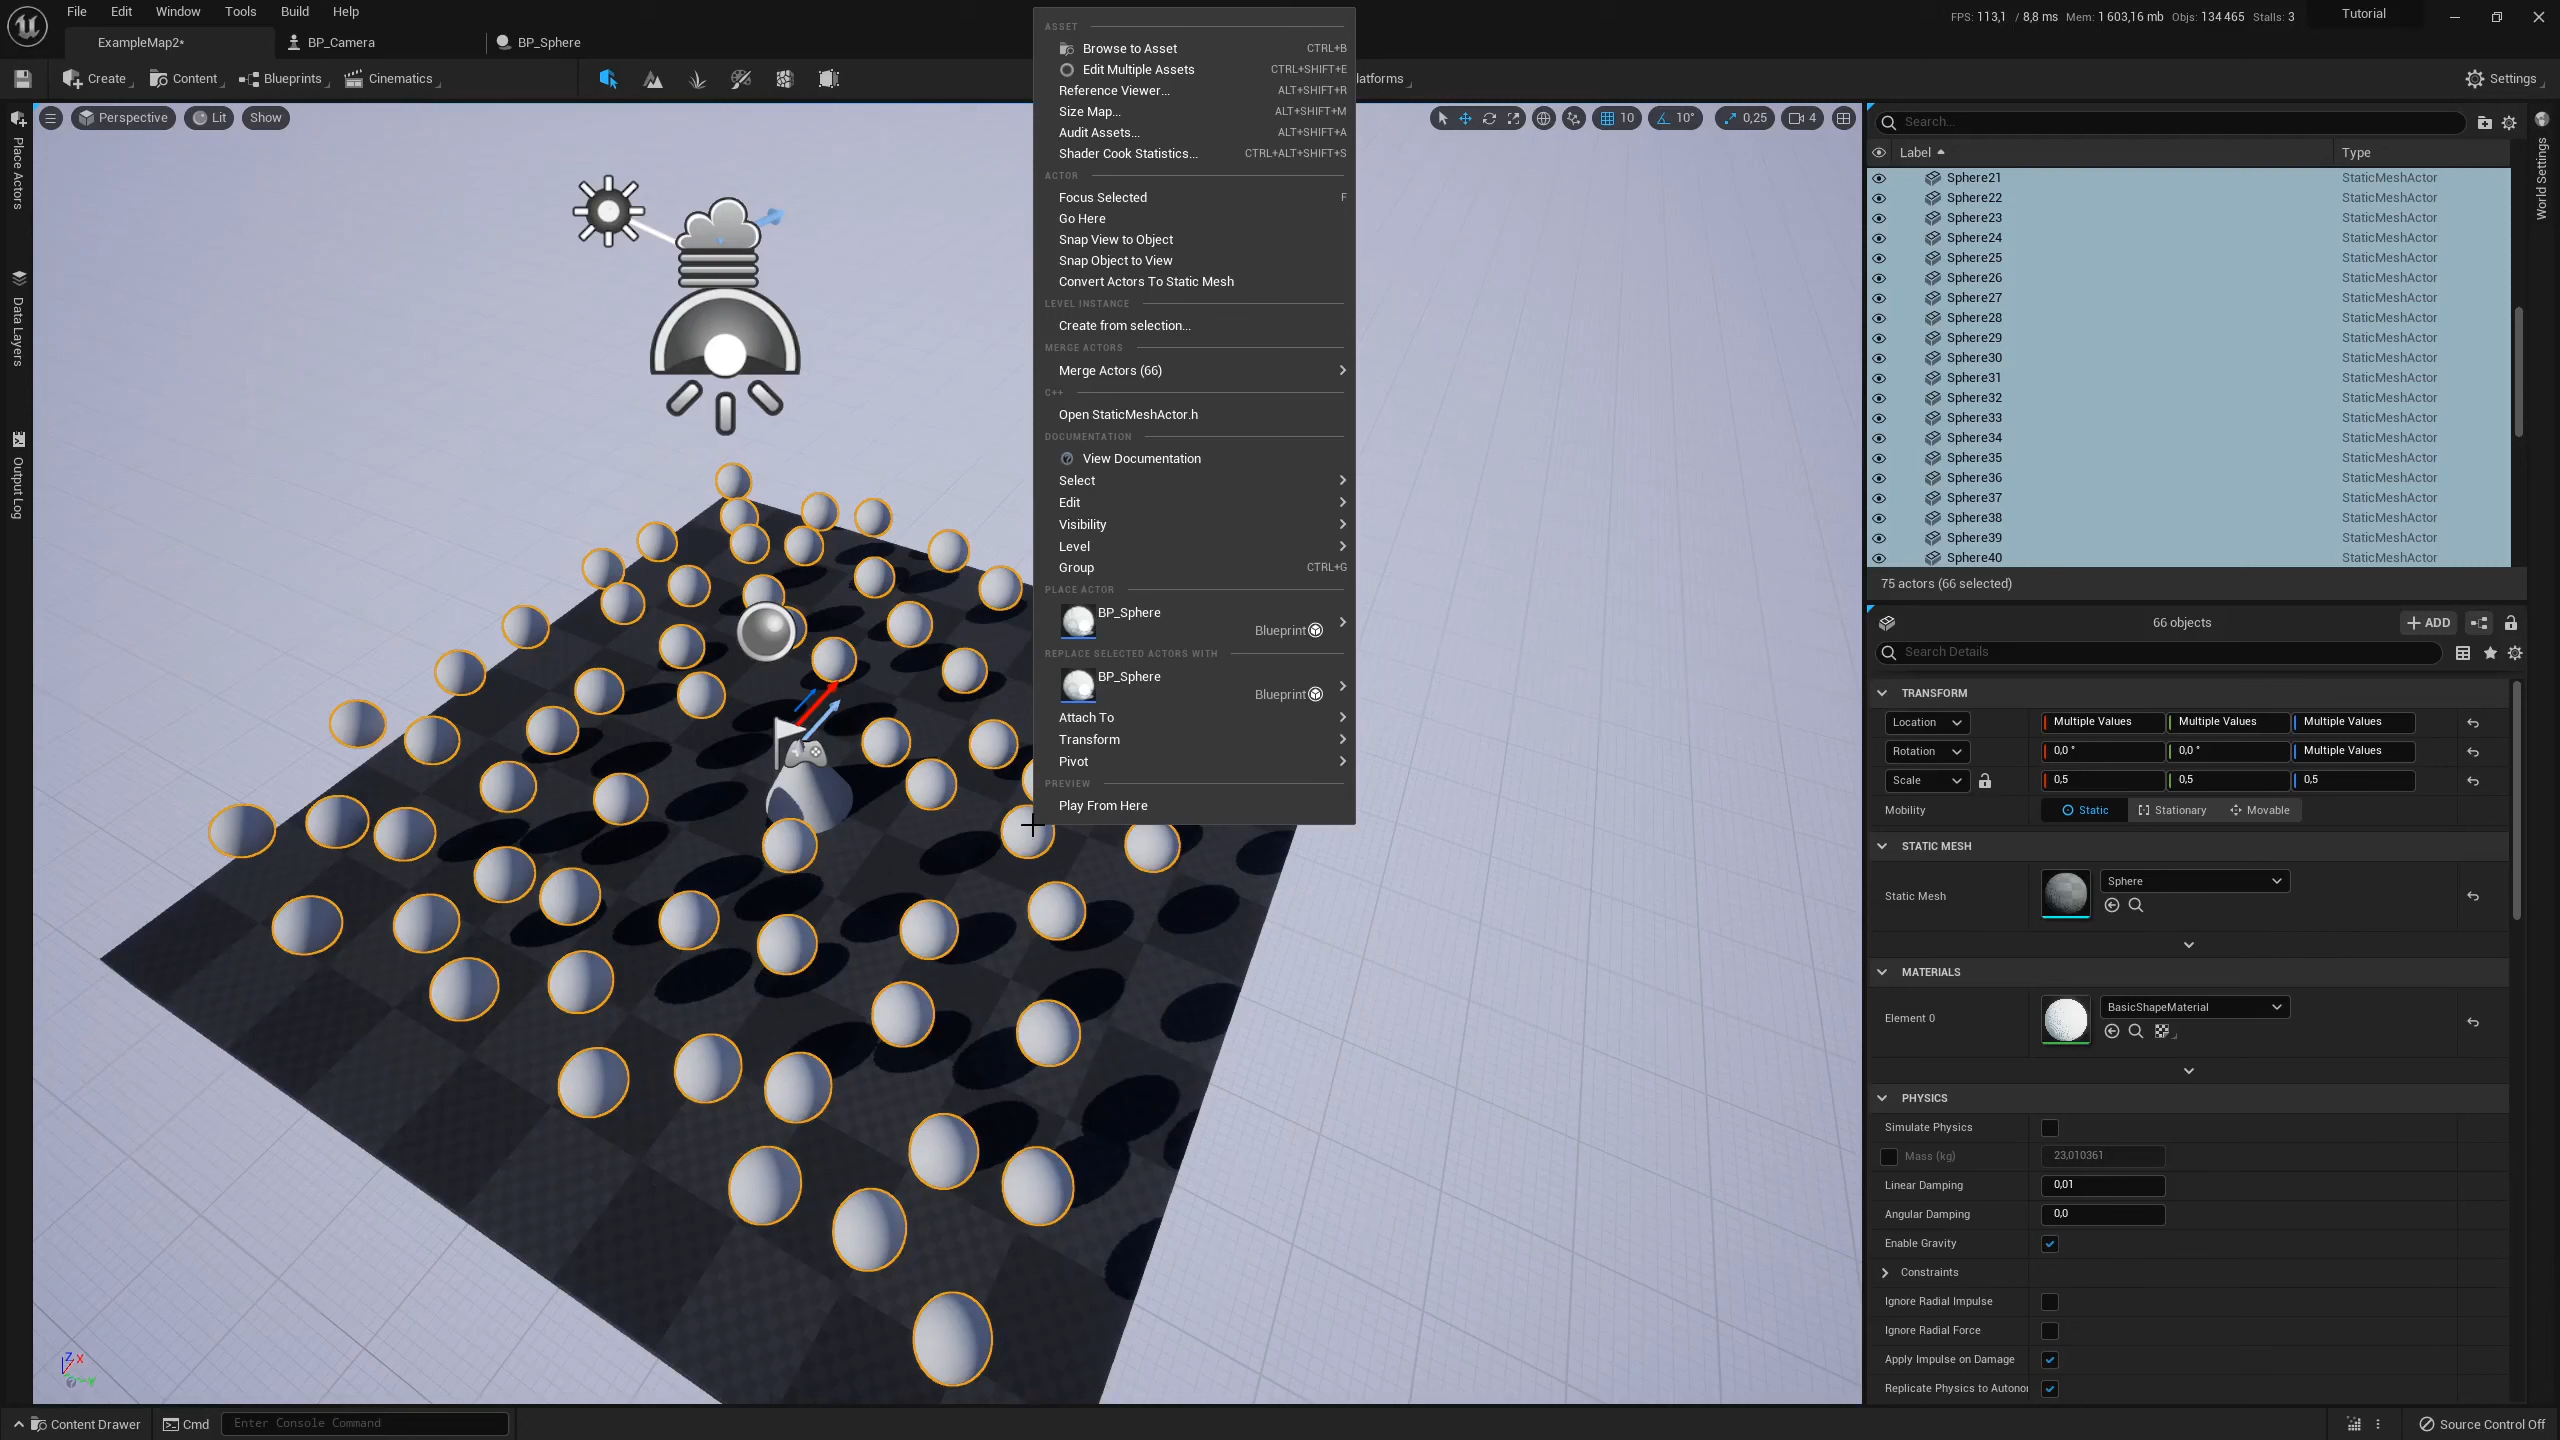 File Edit Window Tools Build Help
FPS: 113,1 / 8,8 ms Mem: 1 603,16 mb Objs: 134 465 Stalls: 3
Tutorial
ExampleMap2*
BP_Camera
BP_Sphere
Create
Content
Blueprints
Cinematics
latforms
Settings
Perspective
Lit
Show
10
10°
0,25
4
Place Actors
Data Layers
Output Log
World Settings
ASSET
Browse to Asset CTRL+B
Edit Multiple Assets CTRL+SHIFT+E
Reference Viewer... ALT+SHIFT+R
Size Map... ALT+SHIFT+M
Audit Assets... ALT+SHIFT+A
Shader Cook Statistics... CTRL+ALT+SHIFT+S
ACTOR
Focus Selected F
Go Here
Snap View to Object
Snap Object to View
Convert Actors To Static Mesh
LEVEL INSTANCE
Create from selection...
MERGE ACTORS
Merge Actors (66)
C++
Open StaticMeshActor.h
DOCUMENTATION
View Documentation
Select
Edit
Visibility
Level
Group CTRL+G
PLACE ACTOR
BP_Sphere
Blueprint
REPLACE SELECTED ACTORS WITH
BP_Sphere
Blueprint
Attach To
Transform
Pivot
PREVIEW
Play From Here
Search...
Label Type
Sphere21 StaticMeshActor
Sphere22 StaticMeshActor
Sphere23 StaticMeshActor
Sphere24 StaticMeshActor
Sphere25 StaticMeshActor
Sphere26 StaticMeshActor
Sphere27 StaticMeshActor
Sphere28 StaticMeshActor
Sphere29 StaticMeshActor
Sphere30 StaticMeshActor
Sphere31 StaticMeshActor
Sphere32 StaticMeshActor
Sphere33 StaticMeshActor
Sphere34 StaticMeshActor
Sphere35 StaticMeshActor
Sphere36 StaticMeshActor
Sphere37 StaticMeshActor
Sphere38 StaticMeshActor
Sphere39 StaticMeshActor
Sphere40 StaticMeshActor
75 actors (66 selected)
66 objects
ADD
Search Details
TRANSFORM
Location Multiple Values Multiple Values Multiple Values
Rotation 0,0 ° 0,0 ° Multiple Values
Scale 0,5 0,5 0,5
Mobility Static Stationary Movable
STATIC MESH
Static Mesh Sphere
MATERIALS
Element 0 BasicShapeMaterial
PHYSICS
Simulate Physics
Mass (kg) 23,010361
Linear Damping 0,01
Angular Damping 0,0
Enable Gravity
Constraints
Ignore Radial Impulse
Ignore Radial Force
Apply Impulse on Damage
Replicate Physics to Autonor
Z X
Content Drawer
Cmd
Enter Console Command
Source Control Off